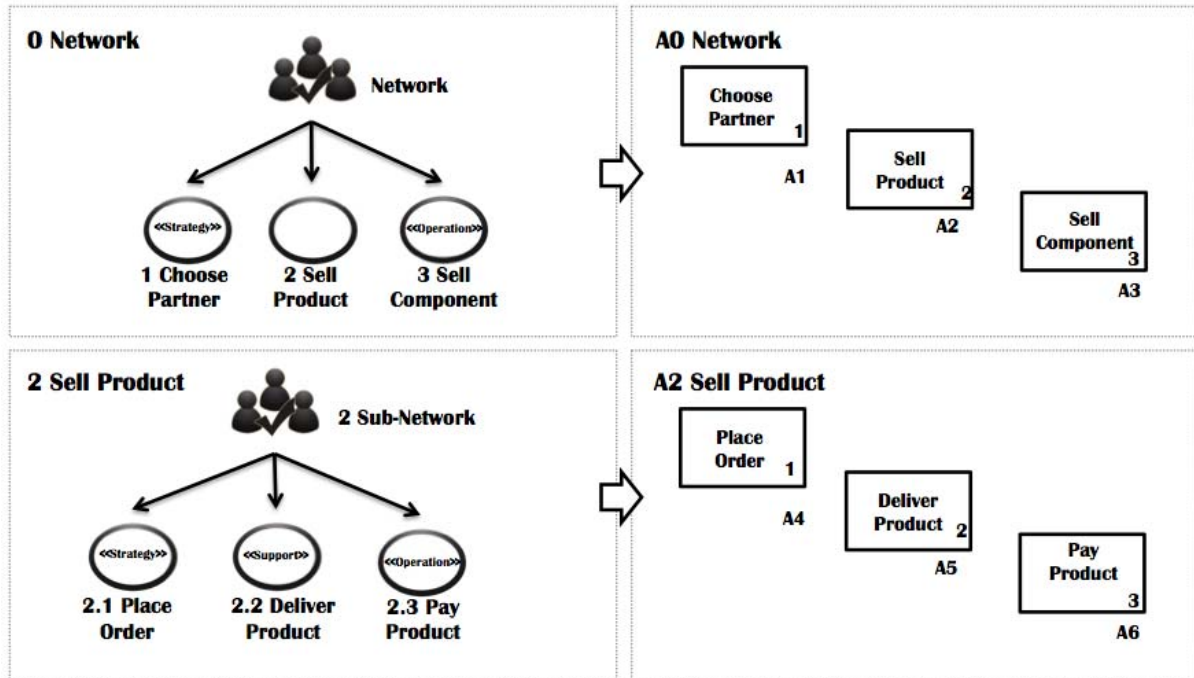 0 Network
Network
«Strategy»
«Operation»
1 Choose
Partner
2 Sell
Product
3 Sell
Component
A0 Network
Choose
Partner
1
A1
Sell
Product
2
A2
Sell
Component
3
A3
2 Sell Product
2 Sub-Network
«Strategy»
«Support»
«Operation»
2.1 Place
Order
2.2 Deliver
Product
2.3 Pay
Product
A2 Sell Product
Place
Order
1
A4
Deliver
Product
2
A5
Pay
Product
3
A6